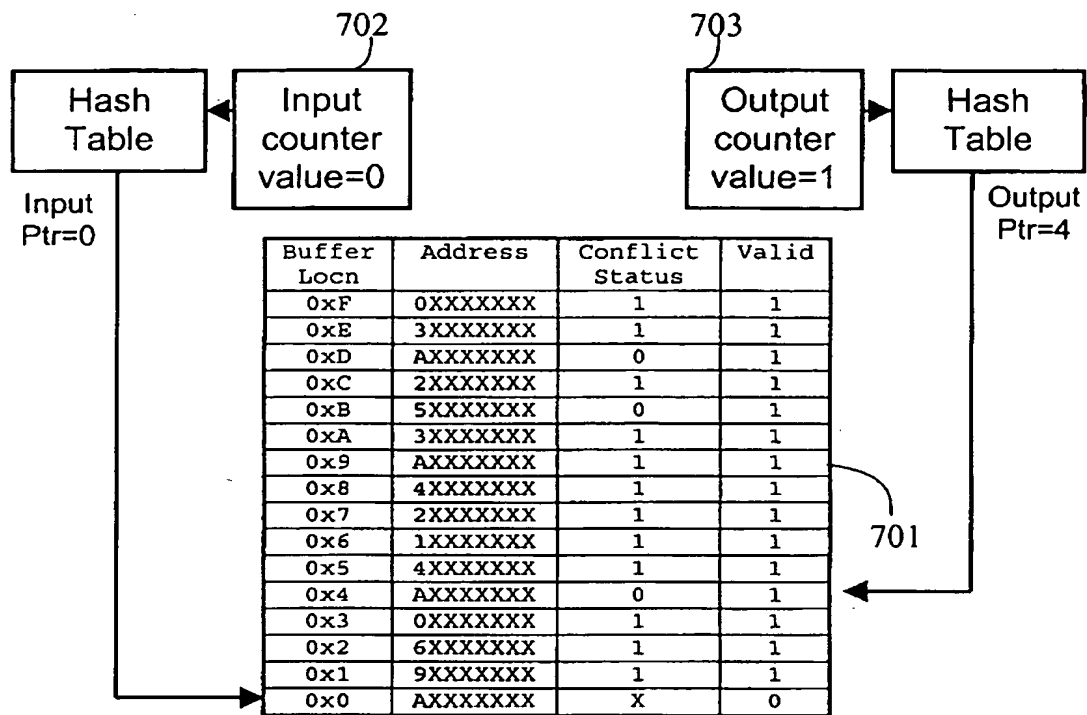 702
703
Hash
Table
Input
counter
value=0
Output
counter
value=1
Hash
Table
Input
Ptr=0
Output
Ptr=4
Buffer Locn Address Conflict Status Valid
0xF 0XXXXXXX 1 1
0xE 3XXXXXXX 1 1
0xD AXXXXXXX 0 1
0xC 2XXXXXXX 1 1
0xB 5XXXXXXX 0 1
0xA 3XXXXXXX 1 1
0x9 AXXXXXXX 1 1
0x8 4XXXXXXX 1 1
0x7 2XXXXXXX 1 1
0x6 1XXXXXXX 1 1
0x5 4XXXXXXX 1 1
0x4 AXXXXXXX 0 1
0x3 0XXXXXXX 1 1
0x2 6XXXXXXX 1 1
0x1 9XXXXXXX 1 1
0x0 AXXXXXXX X 0
701